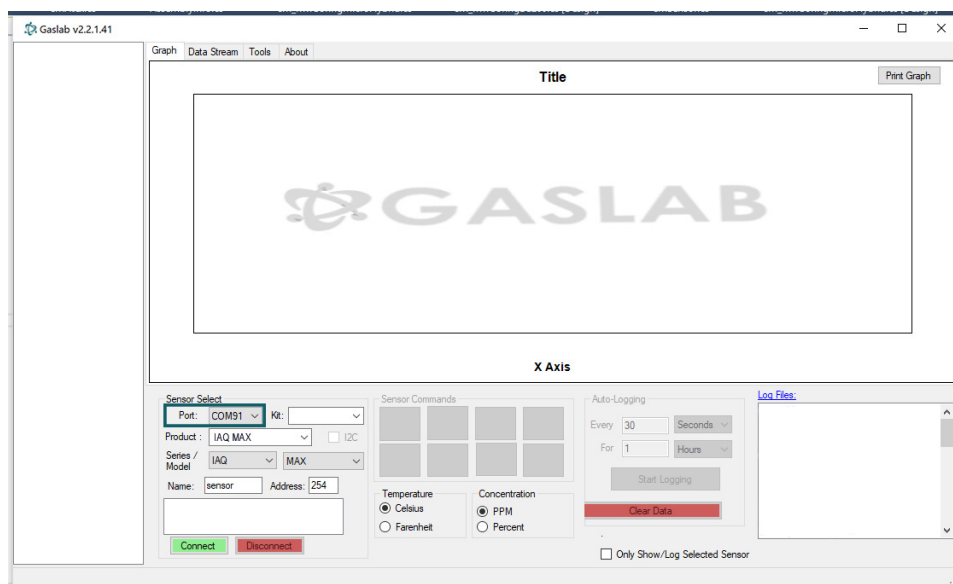 Gaslab v2.2.1.41
Graph Data Stream Tools About
Title
Print Graph
GASLAB
X Axis
Sensor Select
Port: COM91 Kit:
Product : IAQ MAX I2C
Series /
Model IAQ MAX
Name: sensor Address: 254
Connect Disconnect
Sensor Commands
Temperature
Celsius
Farenheit
Concentration
PPM
Percent
Auto-Logging
Every 30 Seconds
For 1 Hours
Start Logging
Clear Data
Only Show/Log Selected Sensor
Log Files: